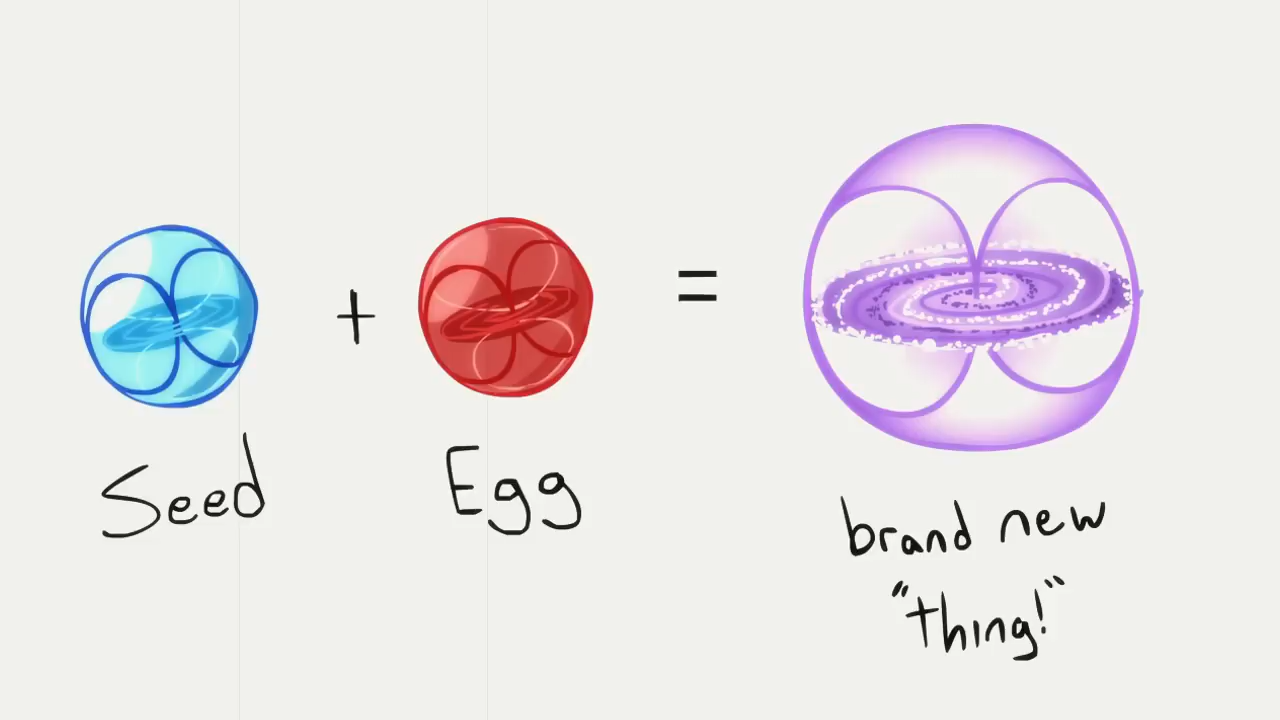 Seed + Egg =
brand new
"thing!"